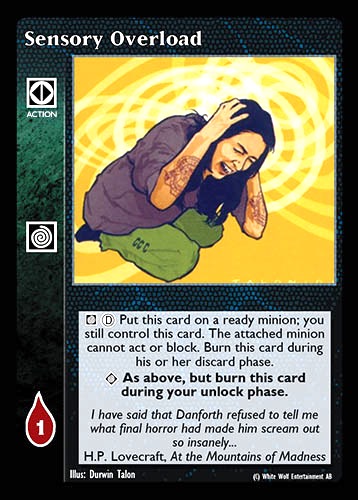 Sensory Overload
ACTION
CCC
D Put this card on a ready minion; you
still control this card. The attached minion
cannot act or block. Burn this card during
his or her discard phase.
As above, but burn this card
during your unlock phase.
I have said that Danforth refused to tell me
what final horror had made him scream out
so insanely...
H.P. Lovecraft, At the Mountains of Madness
1
Illus: Durwin Talon
(C) White Wolf Entertainment AB